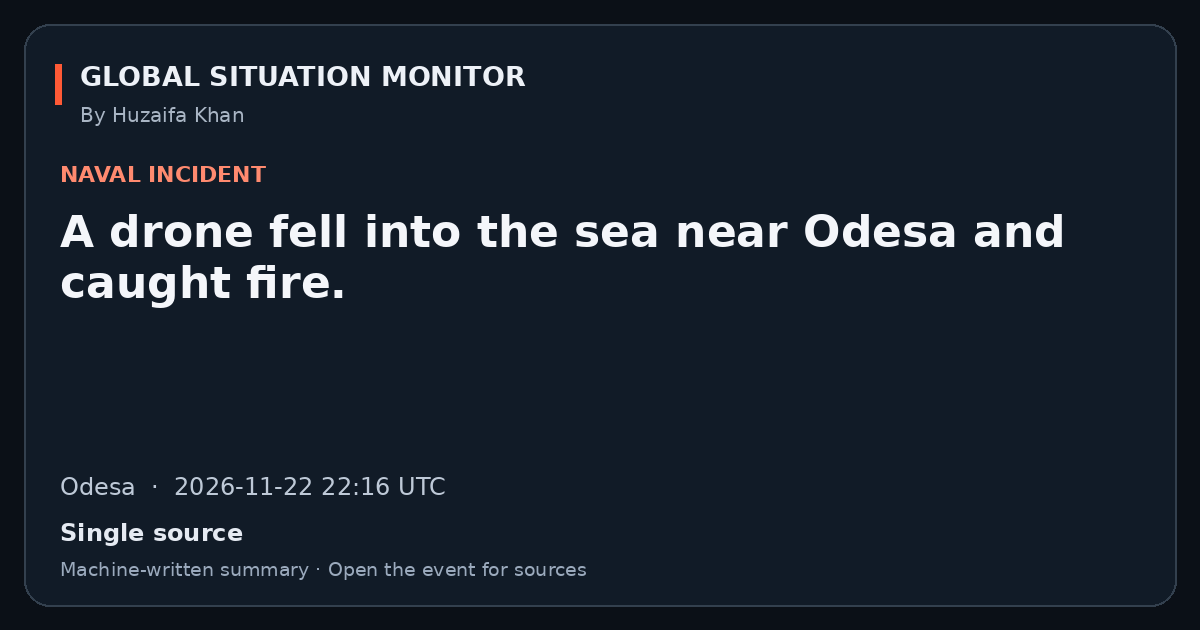 GLOBAL SITUATION MONITOR
By Huzaifa Khan
NAVAL INCIDENT
A drone fell into the sea near Odesa and
caught fire.
Odesa · 2026-11-22 22:16 UTC
Single source
Machine-written summary · Open the event for sources